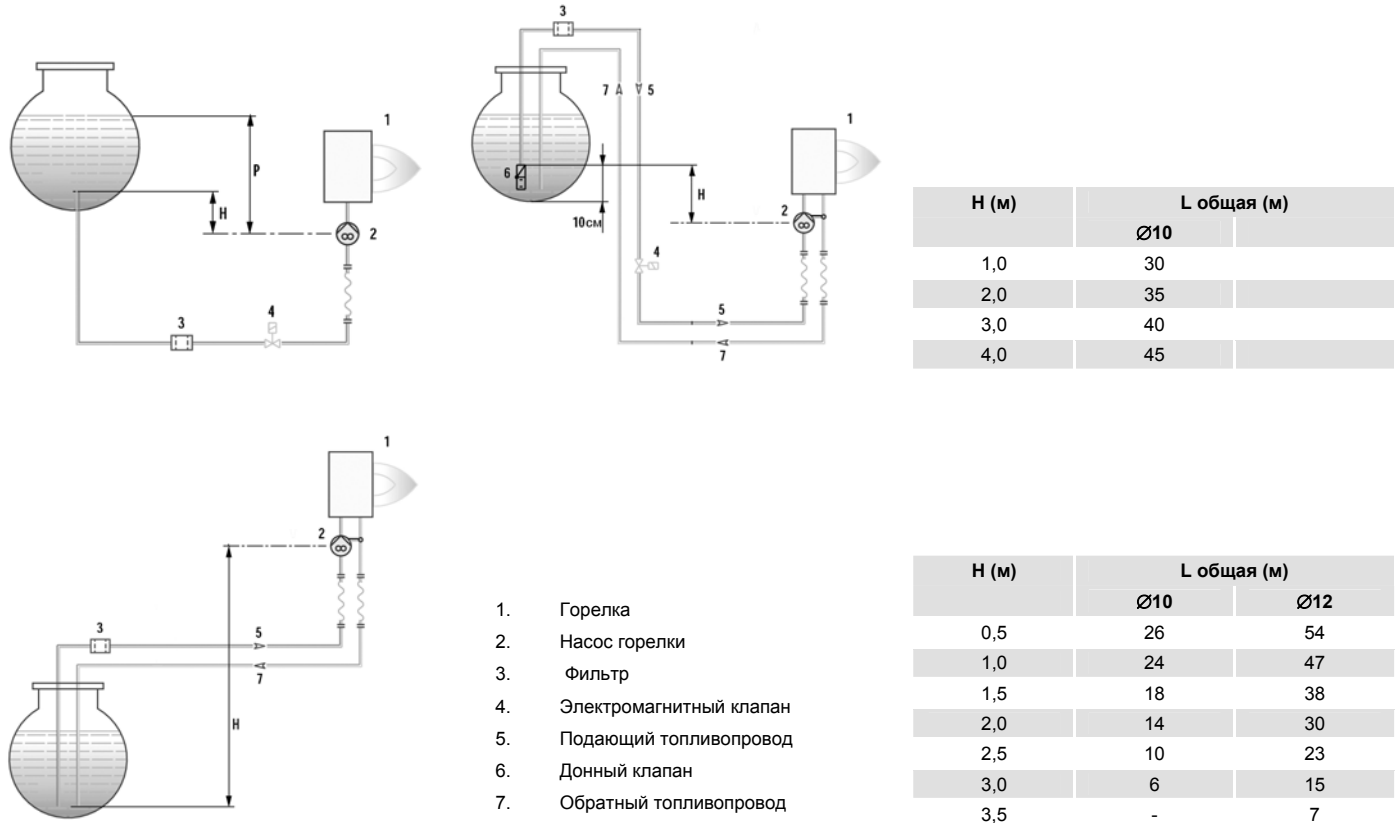 3
7
5
1
P
H
2
3
4
6
10см
H
2
1
4
5
7
H (м) L общая (м)
Ø10
1,0 30
2,0 35
3,0 40
4,0 45
1
2
3
5
7
H
1. Горелка
2. Насос горелки
3. Фильтр
4. Электромагнитный клапан
5. Подающий топливопровод
6. Донный клапан
7. Обратный топливопровод
H (м) L общая (м)
Ø10 Ø12
0,5 26 54
1,0 24 47
1,5 18 38
2,0 14 30
2,5 10 23
3,0 6 15
3,5 - 7